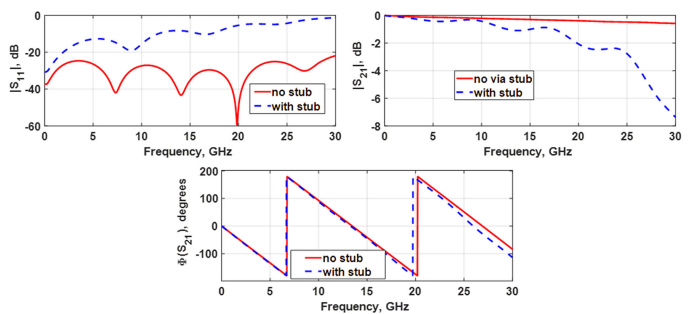 |S11|, dB
0
-20
-40
-60
no stub
with stub
0 5 10 15 20 25 30
Frequency, GHz
|S21|, dB
0
-2
-4
-6
-8
no via stub
with stub
0 5 10 15 20 25 30
Frequency, GHz
Φ(S21), degrees
200
100
0
-100
no stub
with stub
0 5 10 15 20 25 30
Frequency, GHz